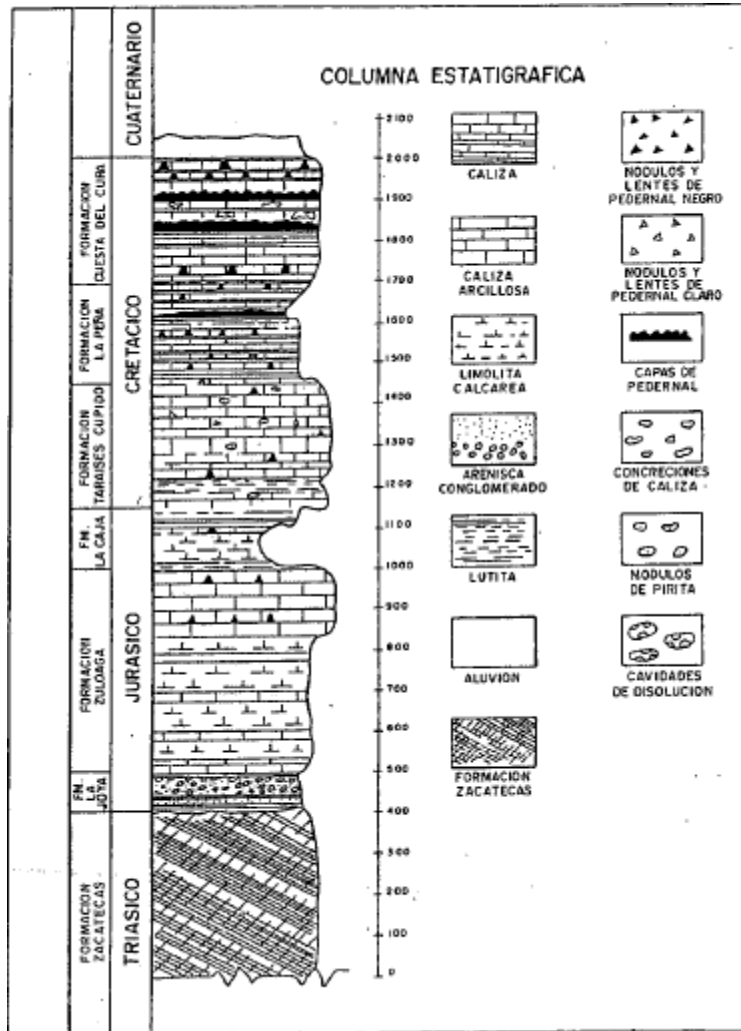 COLUMNA ESTATIGRAFICA
CUATERNARIO
FORMACION
CUESTA DEL CURA
FORMACION
LA PEÑA
CRETACICO
FORMACION
TARAISES CUPIDO
FM.
LA CAJA
FORMACION
ZULOAGA
JURASICO
FM. LA
JOYA
FORMACION
ZACATECAS
TRIASICO
2100
2000
1900
1800
1700
1600
1500
1400
1300
1200
1100
1000
900
800
700
600
500
400
300
200
100
0
CALIZA
CALIZA
ARCILLOSA
LIMOLITA
CALCAREA
ARENISCA
CONGLOMERADO
LUTITA
ALUVION
FORMACION
ZACATECAS
NODULOS Y
LENTES DE
PEDERNAL NEGRO
NODULOS Y
LENTES DE
PEDERNAL CLARO
CAPAS DE
PEDERNAL
CONCRECIONES
DE CALIZA
NODULOS
DE PIRITA
CAVIDADES
DE DISOLUCION